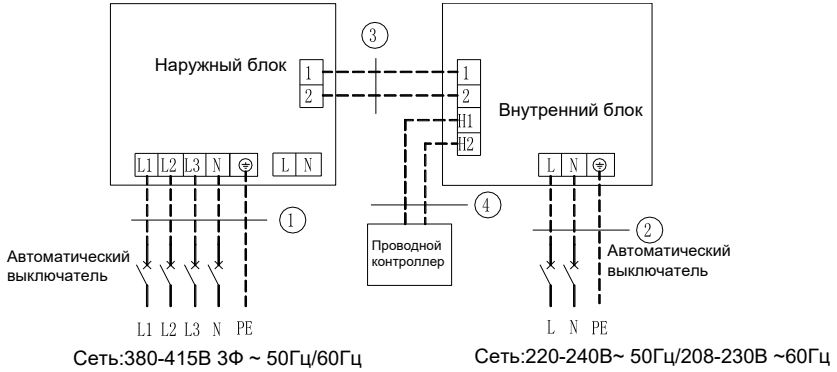 3
Наружный блок
1
2
1
2
H1
H2
Внутренний блок
L1 L2 L3 N
L N
L N
4
1
2
Проводной
контроллер
Автоматический
выключатель
Автоматический
выключатель
L1 L2 L3 N PE
L N PE
Сеть:380-415В 3Ф ~ 50Гц/60Гц
Сеть:220-240В~ 50Гц/208-230В ~60Гц